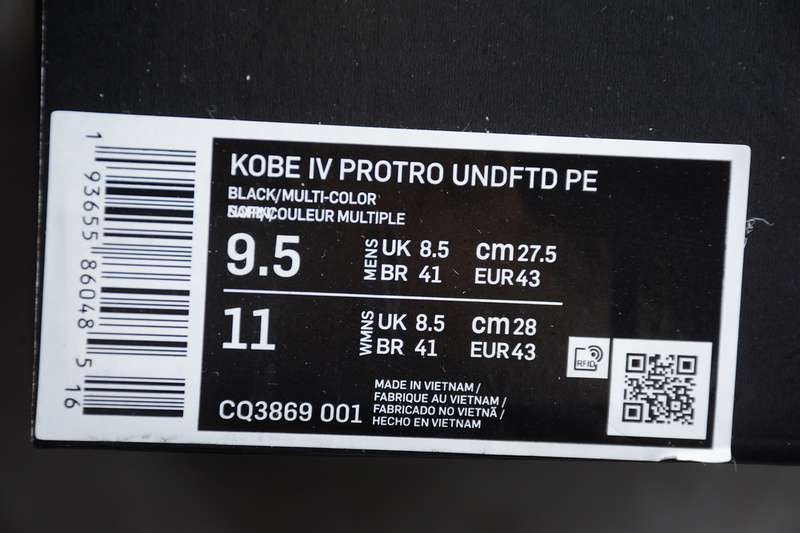 KOBE IV PROTRO UNDFTD PE
BLACK/MULTI-COLOR
COULEUR MULTIPLE
9.5 MENS UK 8.5 cm 27.5
BR 41 EUR 43
11 WMNS UK 8.5 cm 28
BR 41 EUR 43
RFID
CQ3869 001
MADE IN VIETNAM /
FABRIQUE AU VIETNAM /
FABRICADO NO VIETNÃ /
HECHO EN VIETNAM
1 93655 86048 5 16